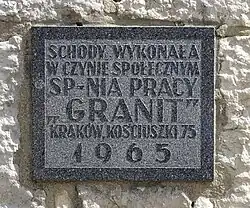 SCHODY WYKONAŁA
W CZYNIE SPOŁECZNYM
SP-NIA PRACY
„GRANIT”
KRAKÓW, KOŚCIUSZKI 75
1965